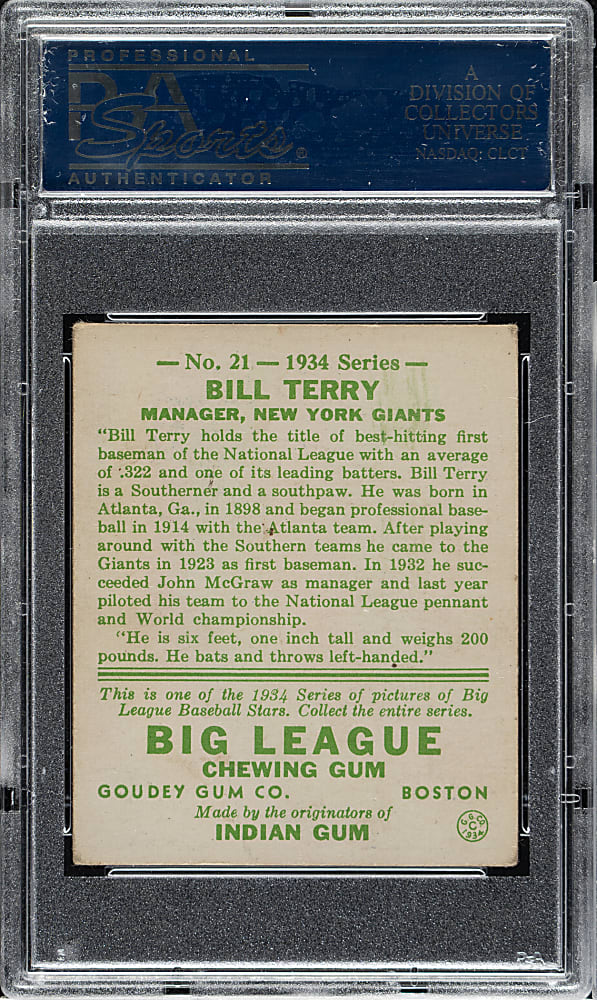 PROFESSIONAL
PSA
Sports®
AUTHENTICATOR
A
DIVISION OF
COLLECTORS
UNIVERSE
NASDAQ: CLCT
— No. 21 — 1934 Series —
BILL TERRY
MANAGER, NEW YORK GIANTS
"Bill Terry holds the title of best-hitting first
baseman of the National League with an average
of .322 and one of its leading batters. Bill Terry
is a Southerner and a southpaw. He was born in
Atlanta, Ga., in 1898 and began professional base-
ball in 1914 with the Atlanta team. After playing
around with the Southern teams he came to the
Giants in 1923 as first baseman. In 1932 he suc-
ceeded John McGraw as manager and last year
piloted his team to the National League pennant
and World championship.
"He is six feet, one inch tall and weighs 200
pounds. He bats and throws left-handed."
This is one of the 1934 Series of pictures of Big
League Baseball Stars. Collect the entire series.
BIG LEAGUE
CHEWING GUM
GOUDEY GUM CO. BOSTON
Made by the originators of
INDIAN GUM
G. G. CO.
C
1934
PSA